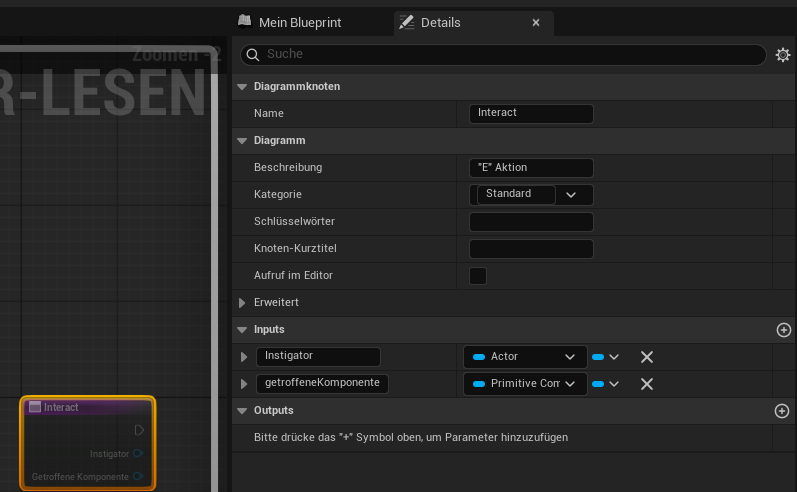 Mein Blueprint
Details
Zoomen -2
R-LESEN
Suche
Diagrammknoten
Name
Interact
Diagramm
Beschreibung
"E" Aktion
Kategorie
Standard
Schlüsselwörter
Knoten-Kurztitel
Aufruf im Editor
Erweitert
Inputs
Instigator
Actor
getroffeneKomponente
Primitive Com
Outputs
Bitte drücke das "+" Symbol oben, um Parameter hinzuzufügen
Interact
Instigator
Getroffene Komponente